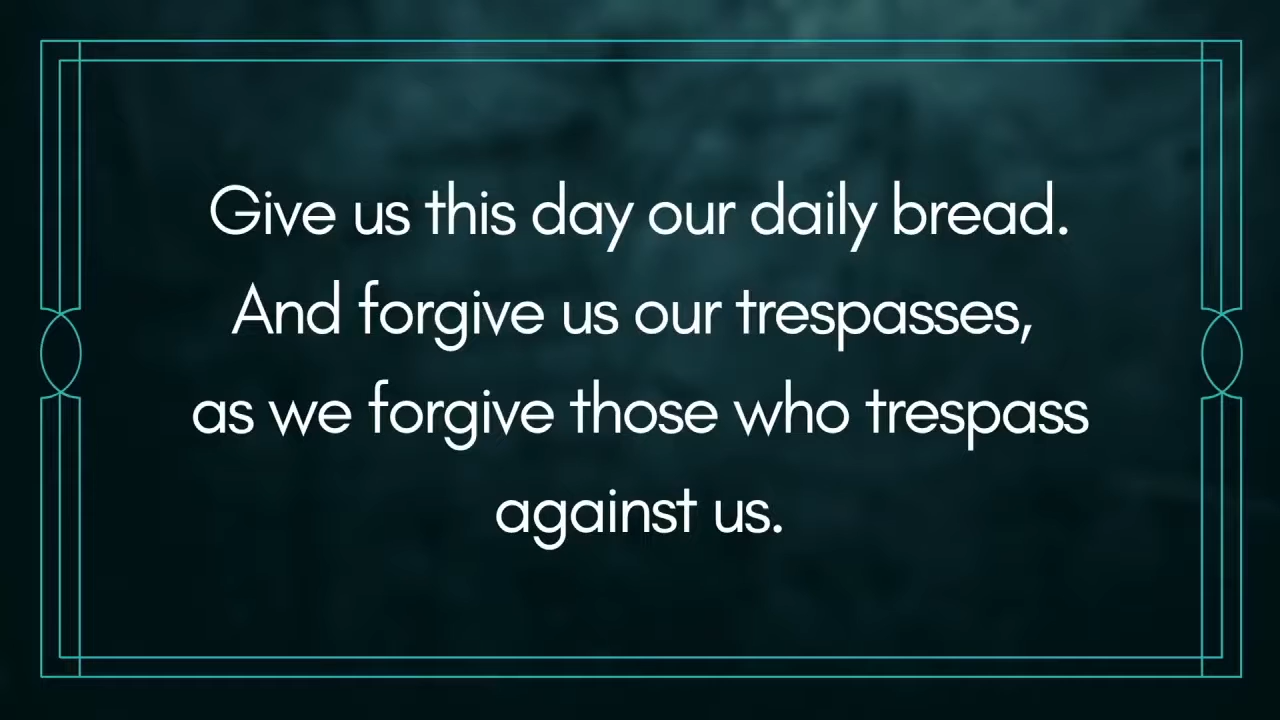 Give us this day our daily bread.
And forgive us our trespasses,
as we forgive those who trespass
against us.